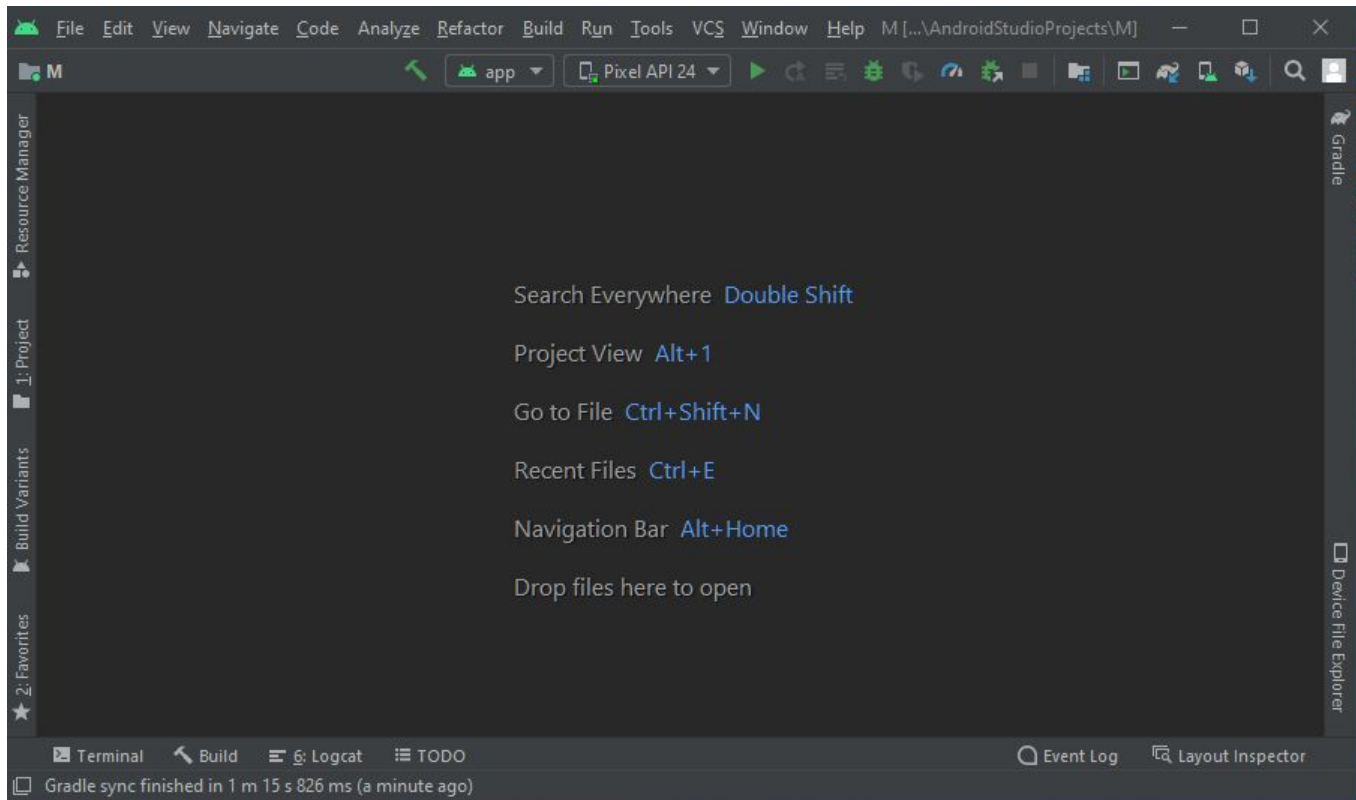 File Edit View Navigate Code Analyze Refactor Build Run Tools VCS Window Help M [...\AndroidStudioProjects\M]
M app Pixel API 24
Resource Manager
1: Project
Build Variants
2: Favorites
Search Everywhere Double Shift
Project View Alt+1
Go to File Ctrl+Shift+N
Recent Files Ctrl+E
Navigation Bar Alt+Home
Drop files here to open
Gradle
Device File Explorer
Terminal Build 6: Logcat TODO Event Log Layout Inspector
Gradle sync finished in 1 m 15 s 826 ms (a minute ago)